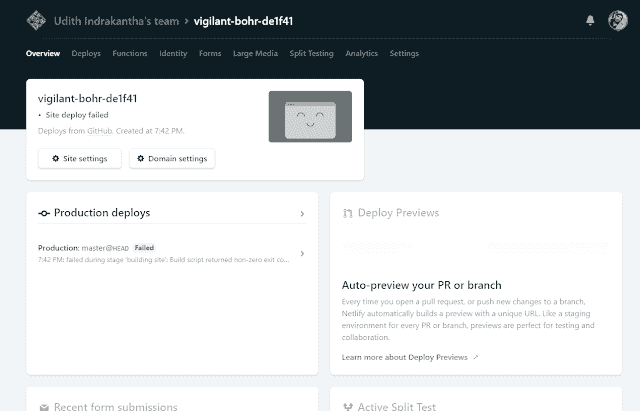 Udith Indrakantha's team > vigilant-bohr-de1f41
Overview Deploys Functions Identity Forms Large Media Split Testing Analytics Settings
vigilant-bohr-de1f41
• Site deploy failed
Deploys from GitHub. Created at 7:42 PM.
Site settings Domain settings
Production deploys
Production: master@HEAD Failed
7:42 PM: failed during stage 'building site': Build script returned non-zero exit co...
Deploy Previews
Auto-preview your PR or branch
Every time you open a pull request, or push new changes to a branch,
Netlify automatically builds a preview with a unique URL. Like a staging
environment for every PR or branch, previews are perfect for testing and
collaboration.
Learn more about Deploy Previews ↗
Recent form submissions
Active Split Test